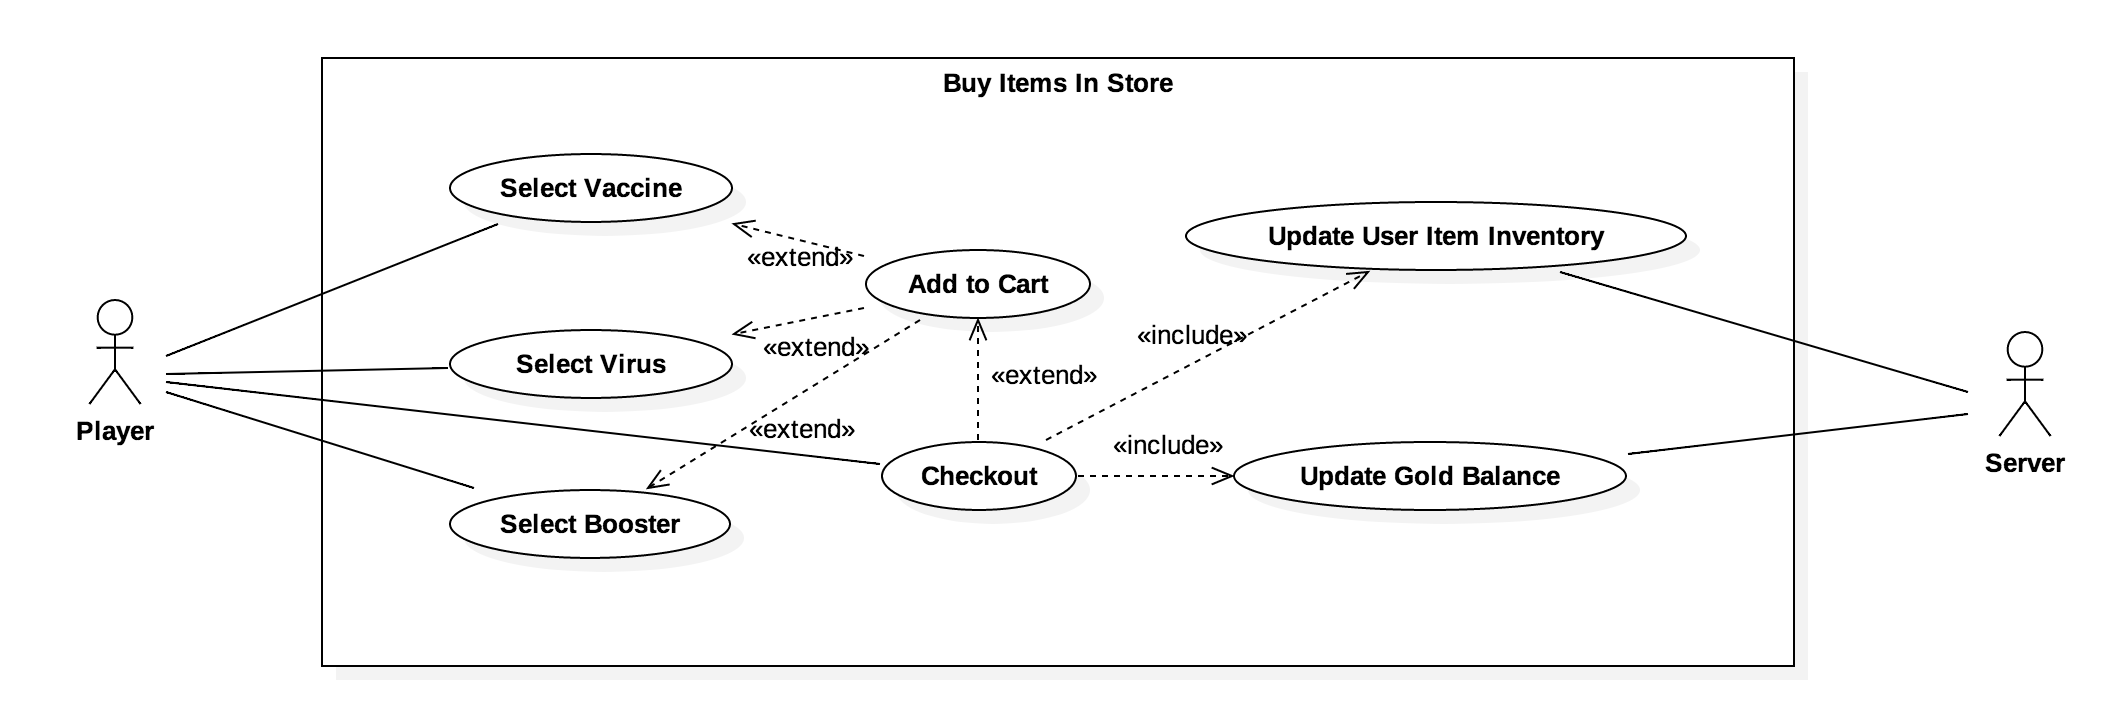 Buy Items In Store
Select Vaccine
Update User Item Inventory
«extend»
Add to Cart
«include»
«extend»
Select Virus
«extend»
Player
«extend»
«include»
Server
Checkout
Update Gold Balance
Select Booster